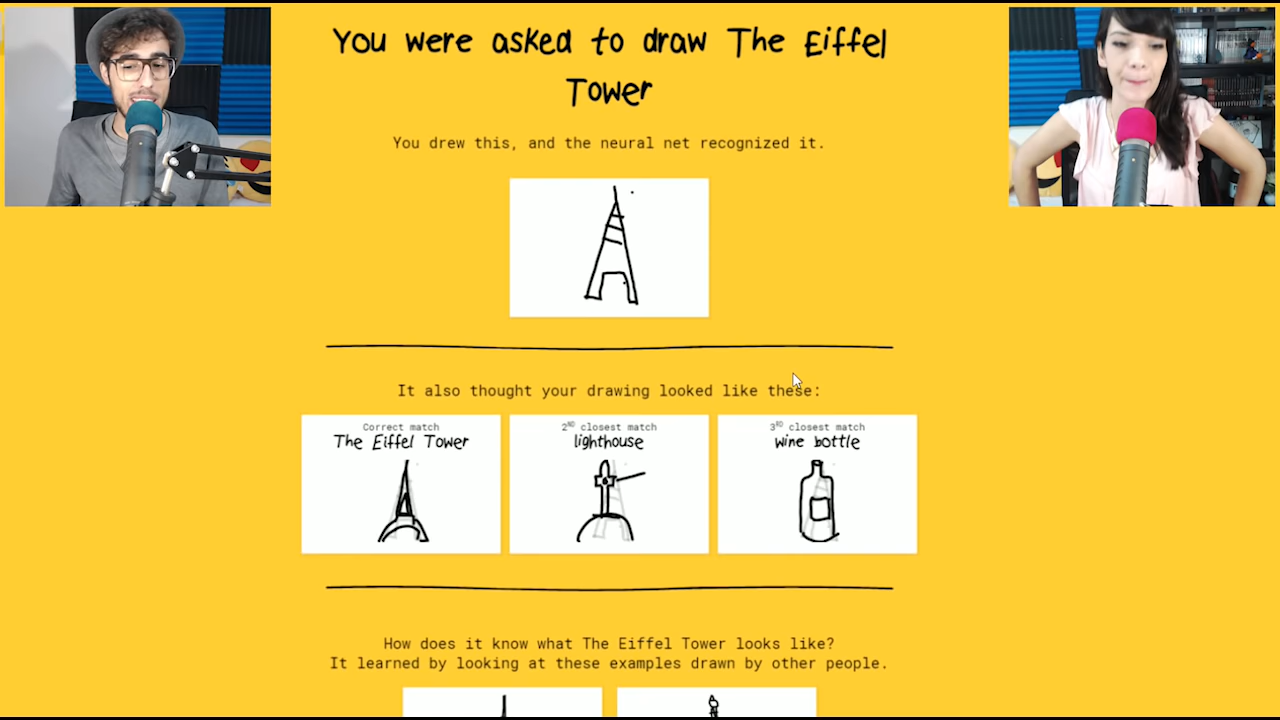 You were asked to draw The Eiffel
Tower
You drew this, and the neural net recognized it.
It also thought your drawing looked like these:
Correct match
The Eiffel Tower
2ND closest match
lighthouse
3RD closest match
wine bottle
How does it know what The Eiffel Tower looks like?
It learned by looking at these examples drawn by other people.